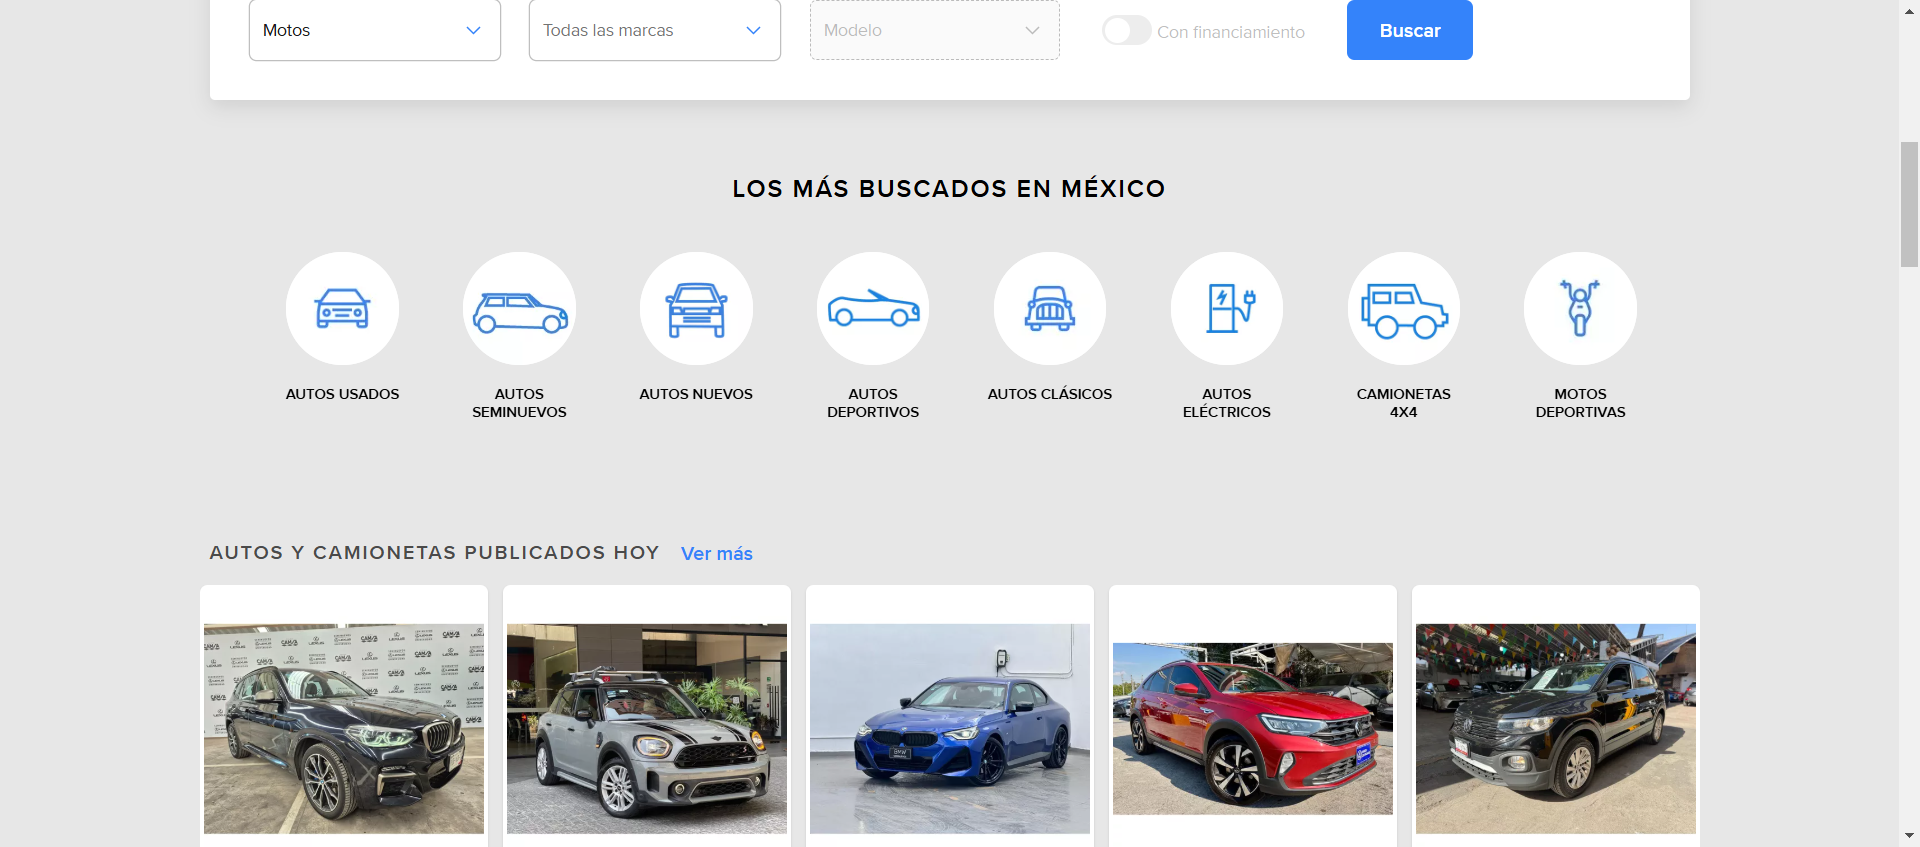 Motos
Todas las marcas
Modelo
Con financiamiento
Buscar
LOS MÁS BUSCADOS EN MÉXICO
AUTOS USADOS
AUTOS
SEMINUEVOS
AUTOS NUEVOS
AUTOS
DEPORTIVOS
AUTOS CLÁSICOS
AUTOS
ELÉCTRICOS
CAMIONETAS
4X4
MOTOS
DEPORTIVAS
AUTOS Y CAMIONETAS PUBLICADOS HOY
Ver más